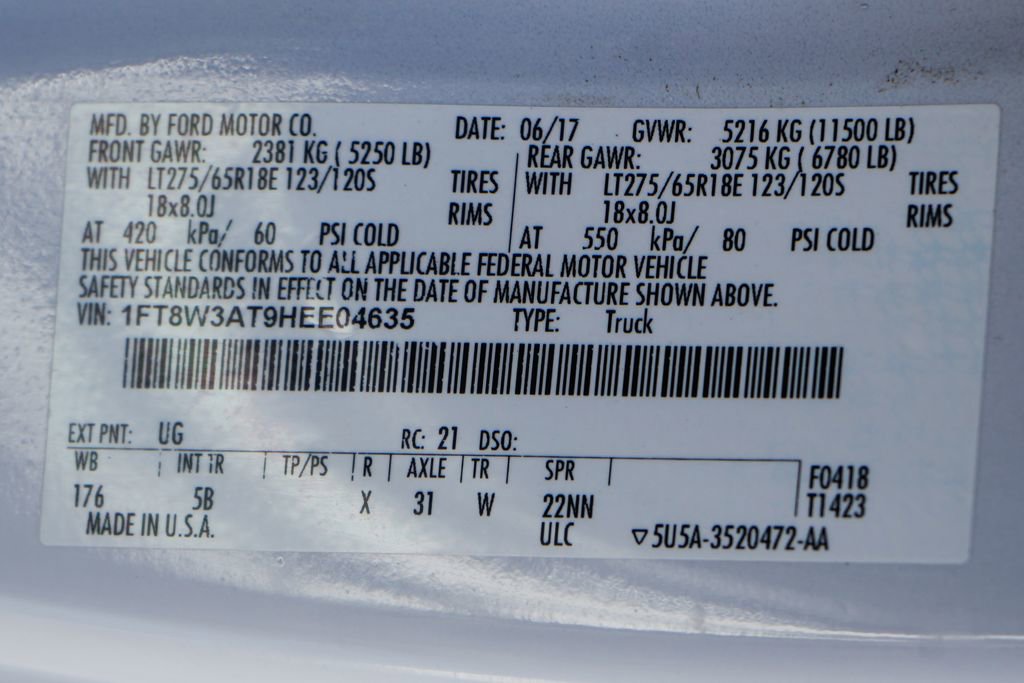 MFD. BY FORD MOTOR CO. DATE: 06/17 GVWR: 5216 KG (11500 LB)
FRONT GAWR: 2381 KG ( 5250 LB) REAR GAWR: 3075 KG ( 6780 LB)
WITH LT275/65R18E 123/120S TIRES WITH LT275/65R18E 123/120S TIRES
18x8.0J RIMS 18x8.0J RIMS
AT 420 kPa/ 60 PSI COLD AT 550 kPa/ 80 PSI COLD
THIS VEHICLE CONFORMS TO ALL APPLICABLE FEDERAL MOTOR VEHICLE
SAFETY STANDARDS IN EFFECT ON THE DATE OF MANUFACTURE SHOWN ABOVE.
VIN: 1FT8W3AT9HEE04635 TYPE: Truck
EXT PNT: UG RC: 21 DSO:
WB INT TR TP/PS R AXLE TR SPR F0418
176 5B X 31 W 22NN T1423
MADE IN U.S.A. ULC ▽5U5A-3520472-AA